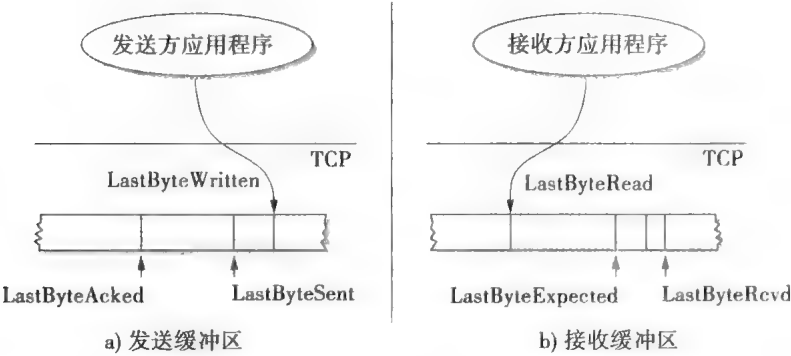 发送方应用程序
TCP
LastByteWritten
LastByteAcked
LastByteSent
a) 发送缓冲区
接收方应用程序
TCP
LastByteRead
LastByteExpected
LastByteRcvd
b) 接收缓冲区